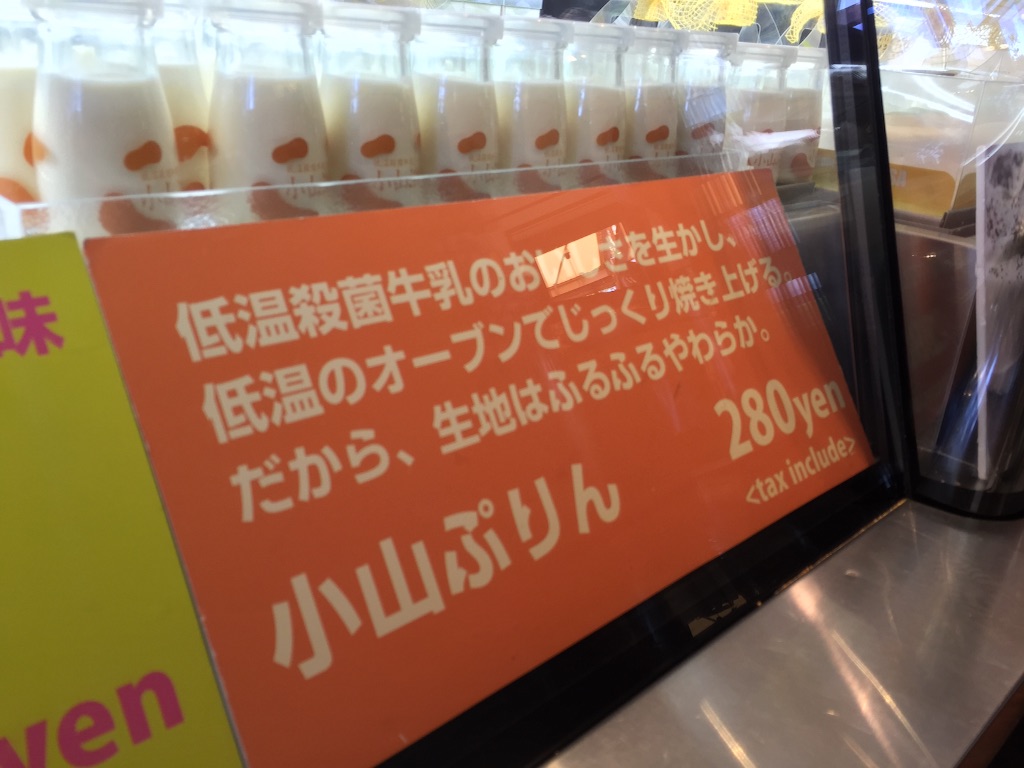 低温殺菌牛乳のお さを生かし、
低温のオーブンでじっくり焼き上げる。
だから、生地はふるふるやわらか。
280yen
<tax include>
小山ぷりん
味
yen
小山